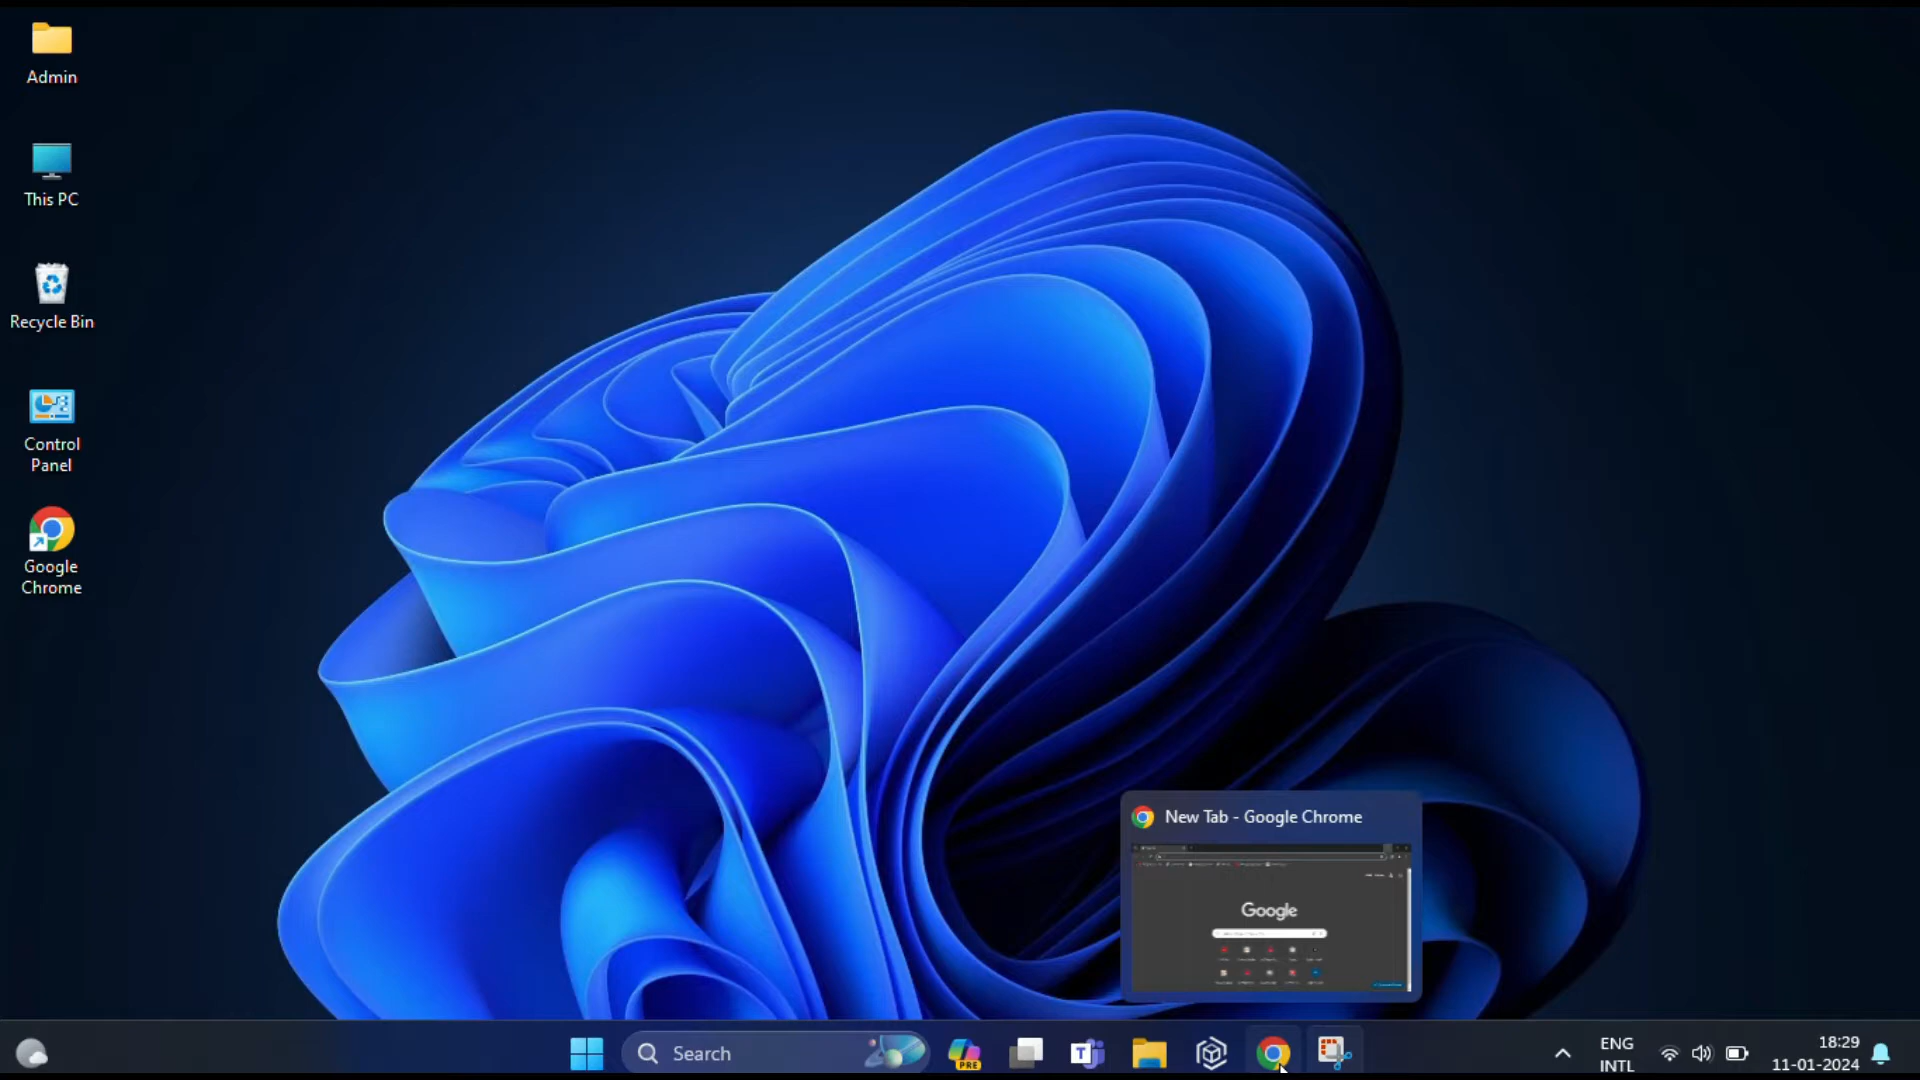 Admin
This PC
Recycle Bin
Control
Panel
Google
Chrome
New Tab - Google Chrome
Google
Search
PRE
T
ENG
INTL
18:29
11-01-2024